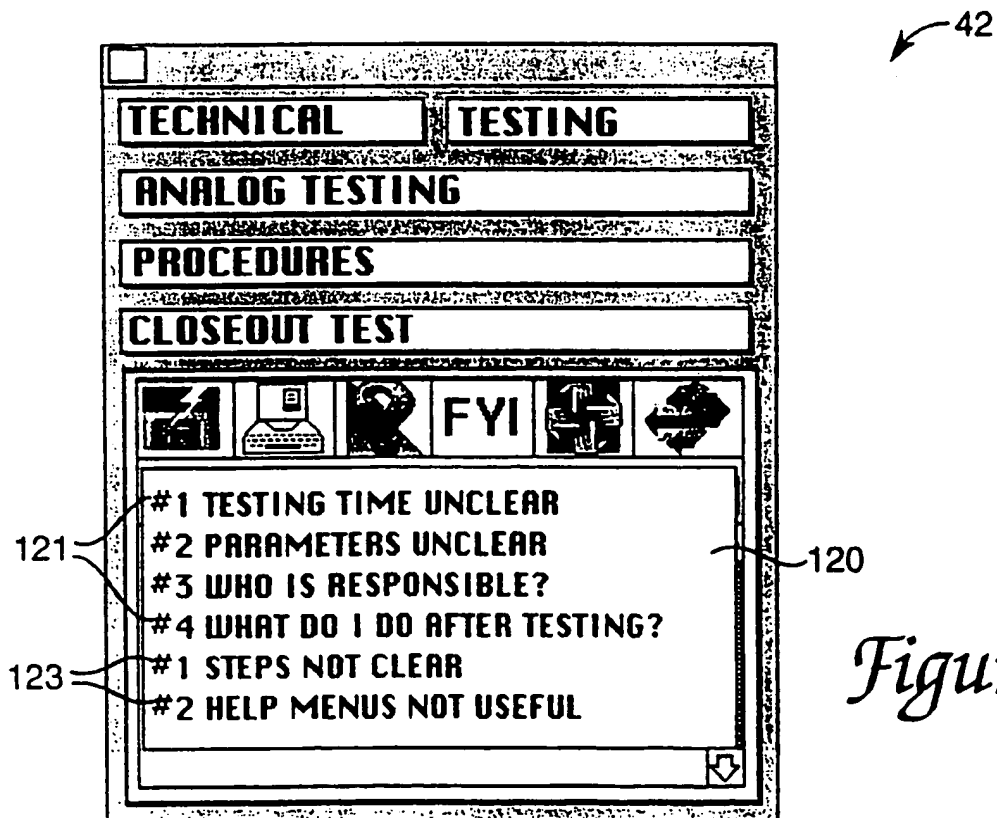 42
TECHNICAL TESTING
ANALOG TESTING
PROCEDURES
CLOSEOUT TEST
FYI
#1 TESTING TIME UNCLEAR
#2 PARAMETERS UNCLEAR
#3 WHO IS RESPONSIBLE?
#4 WHAT DO I DO AFTER TESTING?
#1 STEPS NOT CLEAR
#2 HELP MENUS NOT USEFUL
121
120
123